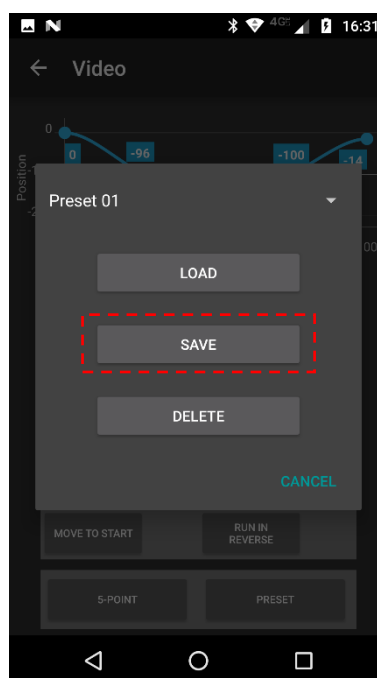 4G 16:31
Video
0
0 -96 -100 -14
Position
Preset 01
LOAD
SAVE
DELETE
CANCEL
MOVE TO START
RUN IN
REVERSE
5-POINT
PRESET